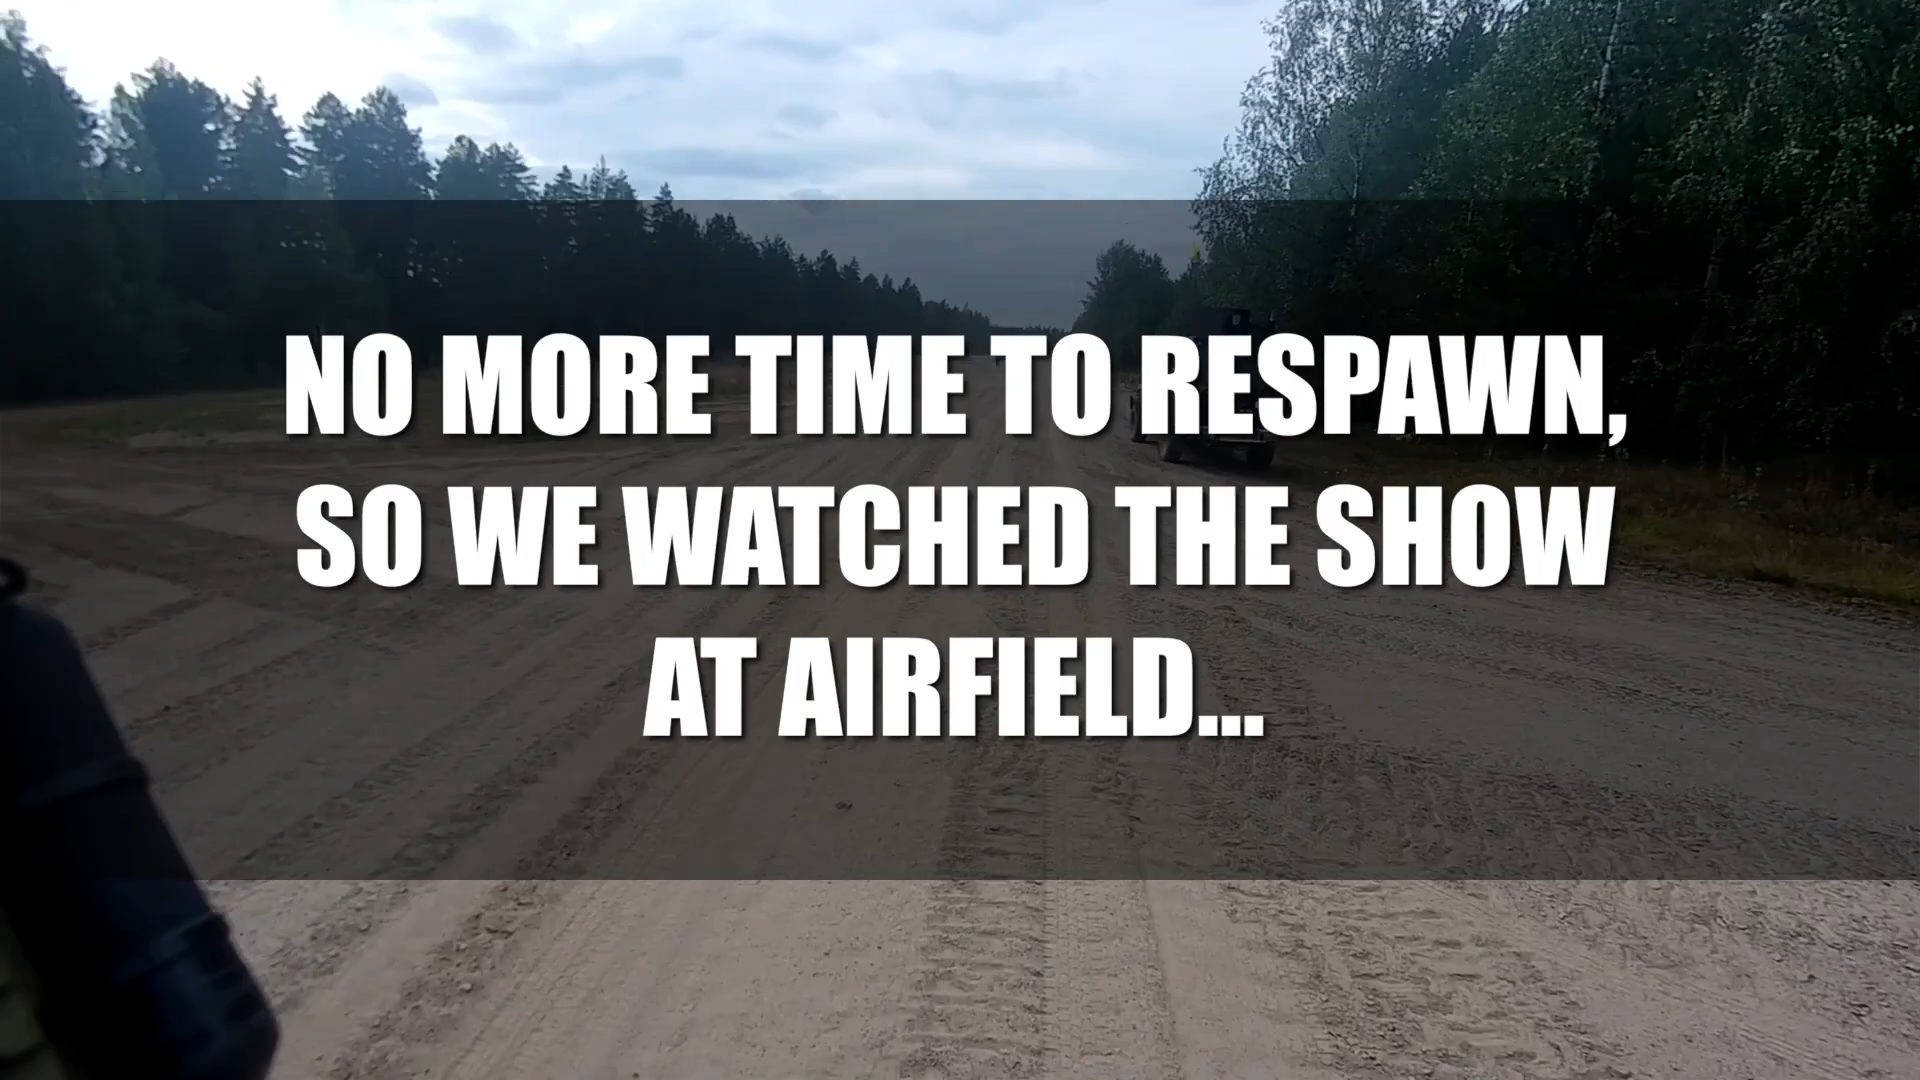 NO MORE TIME TO RESPAWN,
SO WE WATCHED THE SHOW
AT AIRFIELD...